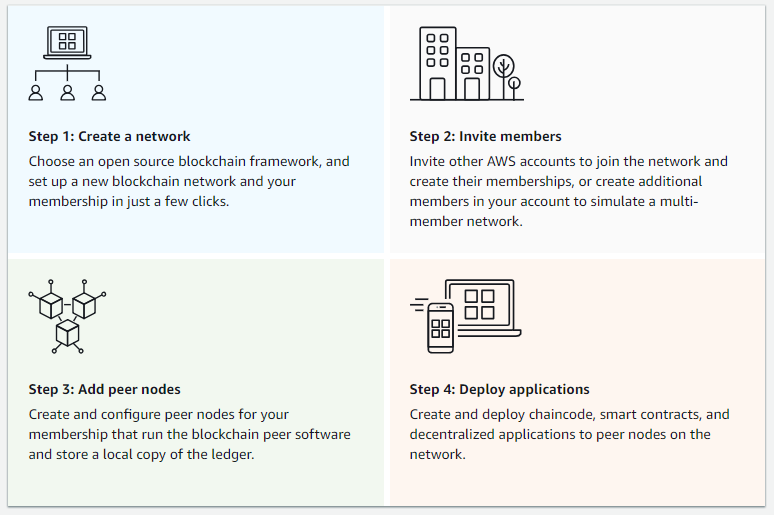 Step 1: Create a network
Choose an open source blockchain framework, and
set up a new blockchain network and your
membership in just a few clicks.
Step 2: Invite members
Invite other AWS accounts to join the network and
create their memberships, or create additional
members in your account to simulate a multi-
member network.
Step 3: Add peer nodes
Create and configure peer nodes for your
membership that run the blockchain peer software
and store a local copy of the ledger.
Step 4: Deploy applications
Create and deploy chaincode, smart contracts, and
decentralized applications to peer nodes on the
network.